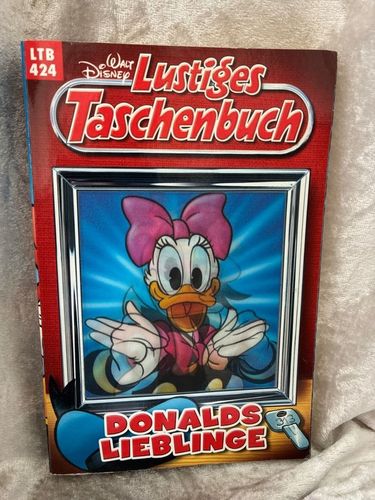 LTB
424
Walt
Disney
Lustiges
Taschenbuch
DONALDS
LIEBLINGE